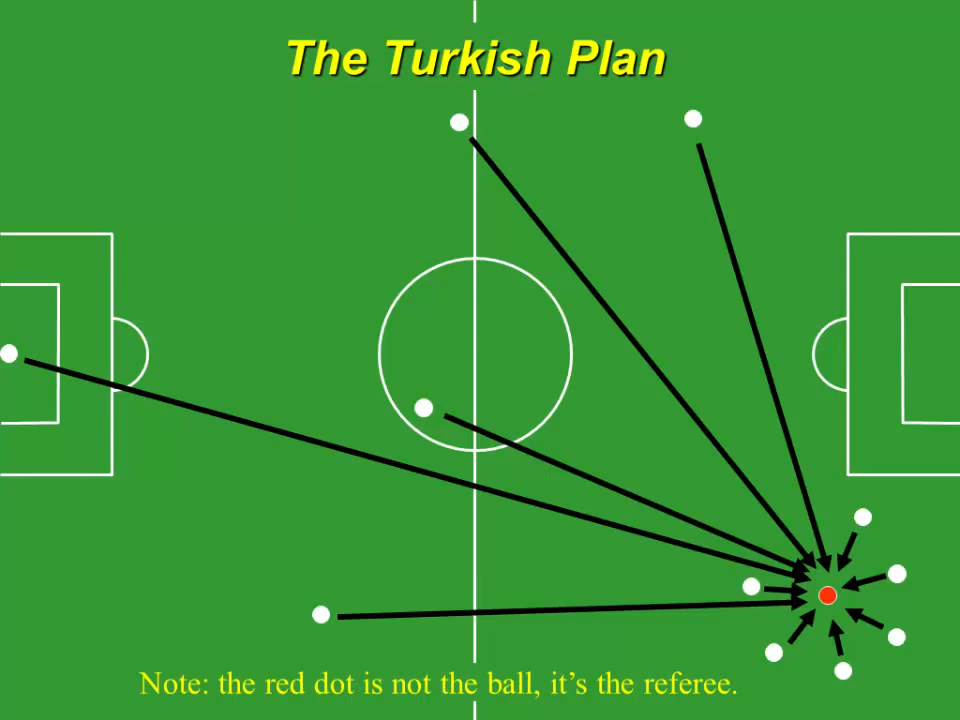 The Turkish Plan
Note: the red dot is not the ball, it’s the referee.